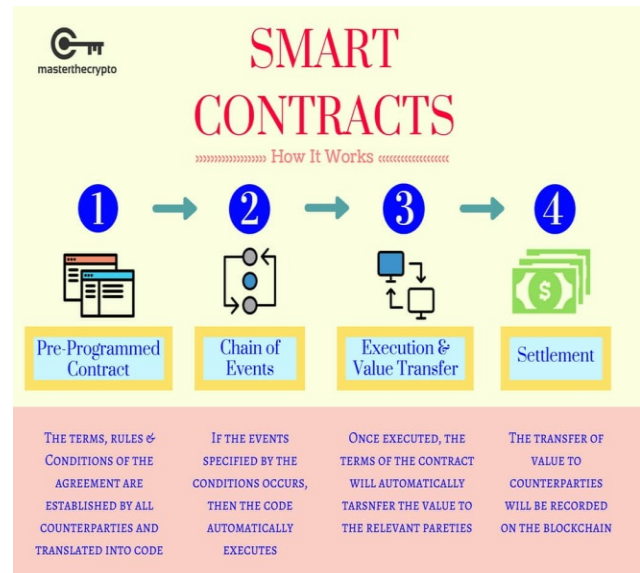 masterthecrypto
SMART
CONTRACTS
»»»»»»»»»» How It Works ««««««««««
1
2
3
4
$
Pre-Programmed
Contract
Chain of
Events
Execution &
Value Transfer
Settlement
THE TERMS, RULES &
CONDITIONS OF THE
AGREEMENT ARE
ESTABLISHED BY ALL
COUNTERPARTIES AND
TRANSLATED INTO CODE
IF THE EVENTS
SPECIFIED BY THE
CONDITIONS OCCURS,
THEN THE CODE
AUTOMATICALLY
EXECUTES
ONCE EXECUTED, THE
TERMS OF THE CONTRACT
WILL AUTOMATICALLY
TARSNFER THE VALUE TO
THE RELEVANT PARETIES
THE TRANSFER OF
VALUE TO
COUNTERPARTIES
WILL BE RECORDED
ON THE BLOCKCHAIN